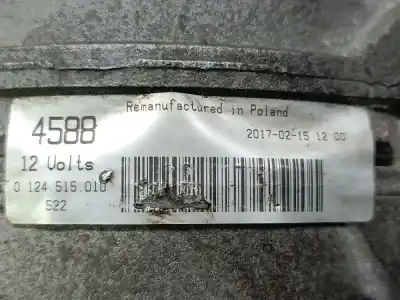 Remanufactured in Poland
4588
2017-02-15 12:00
12 Volts
0 124 515 010
522